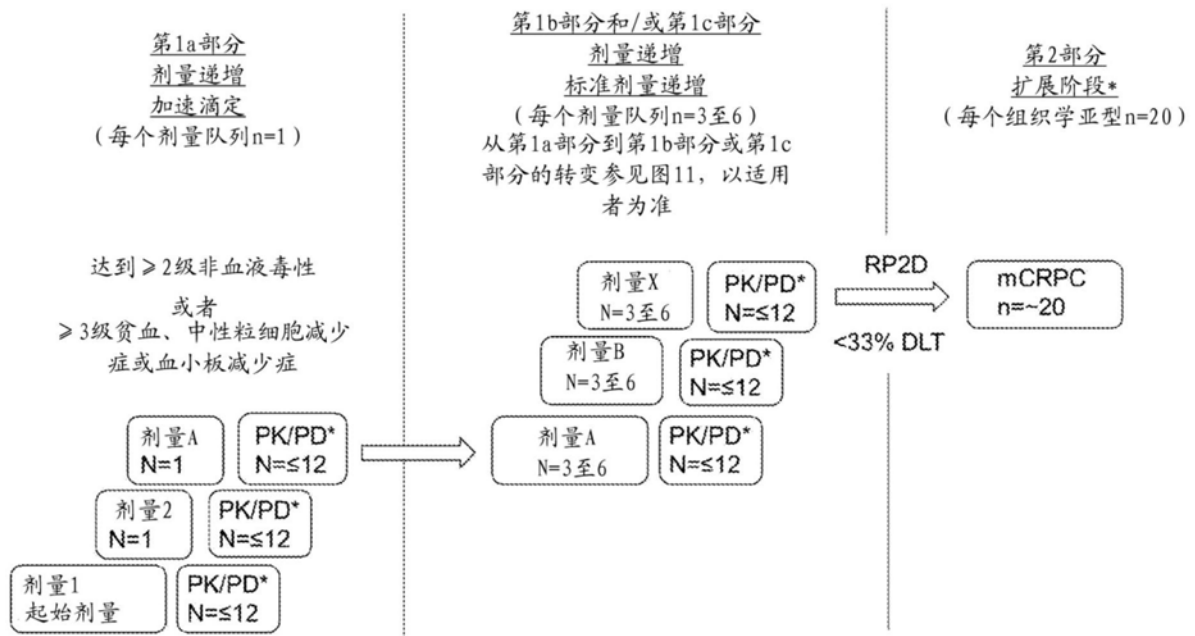 第1a部分
剂量递增
加速滴定
（每个剂量队列n=1）
达到≥2级非血液毒性
或者
≥3级贫血、中性粒细胞减少
症或血小板减少症
剂量A
N=1
PK/PD*
N=≤12
剂量2
N=1
PK/PD*
N=≤12
剂量1
起始剂量
PK/PD*
N=≤12
第1b部分和/或第1c部分
剂量递增
标准剂量递增
（每个剂量队列n=3至6）
从第1a部分到第1b部分或第1c
部分的转变参见图11，以适用
者为准
剂量X
N=3至6
PK/PD*
N=≤12
剂量B
N=3至6
PK/PD*
N=≤12
剂量A
N=3至6
PK/PD*
N=≤12
RP2D
<33% DLT
第2部分
扩展阶段*
（每个组织学亚型n=20）
mCRPC
n=~20